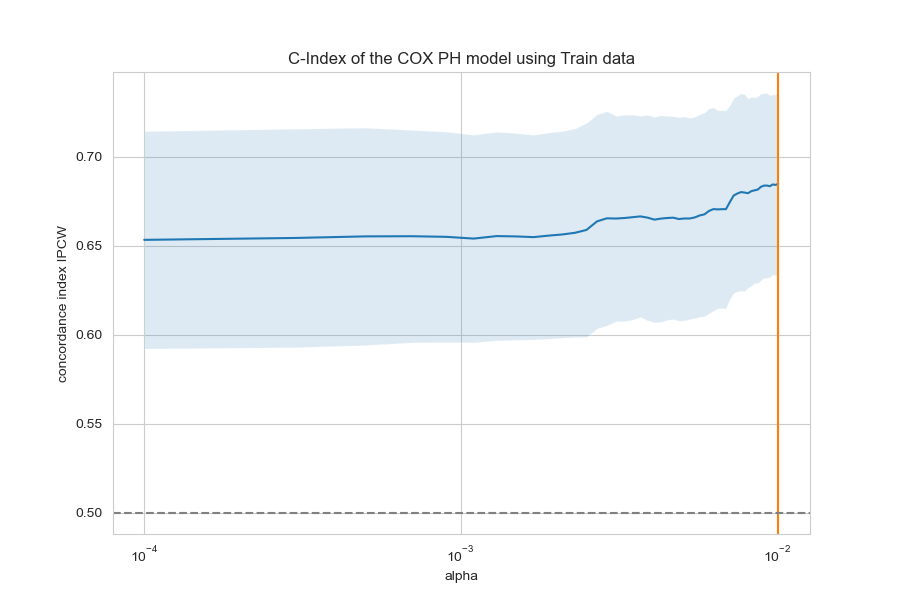 C-Index of the COX PH model using Train data
concordance index IPCW
0.70
0.65
0.60
0.55
0.50
10⁻⁴
10⁻³
10⁻²
alpha